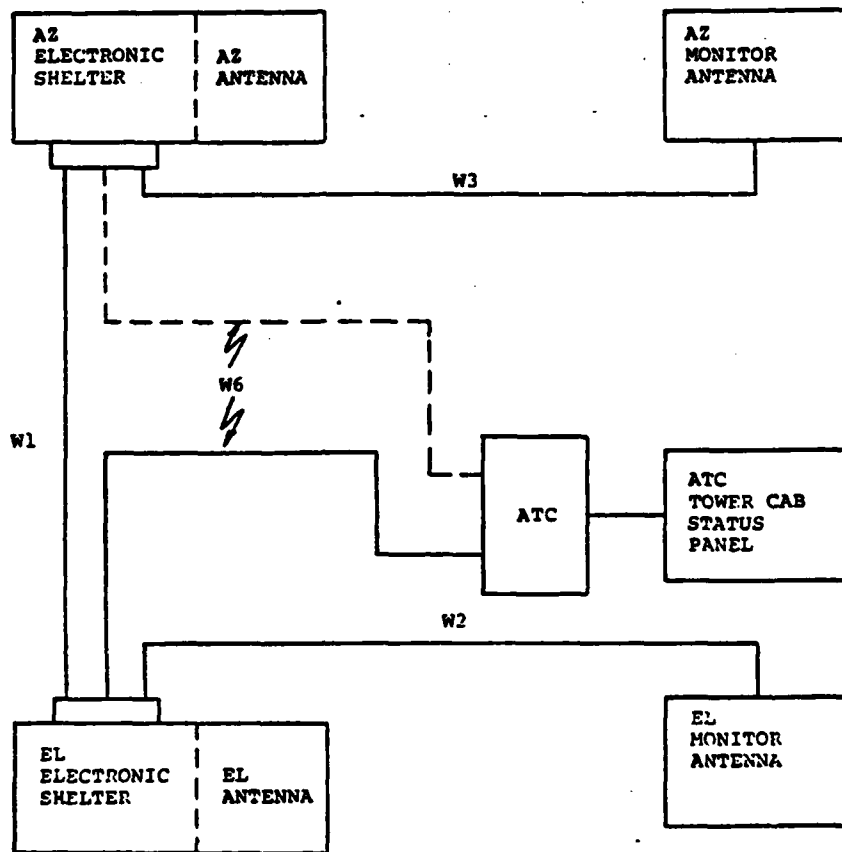 AZ
ELECTRONIC
SHELTER
AZ
ANTENNA
AZ
MONITOR
ANTENNA
W3
W6
W1
ATC
ATC
TOWER CAB
STATUS
PANEL
W2
EL
ELECTRONIC
SHELTER
EL
ANTENNA
EL
MONITOR
ANTENNA